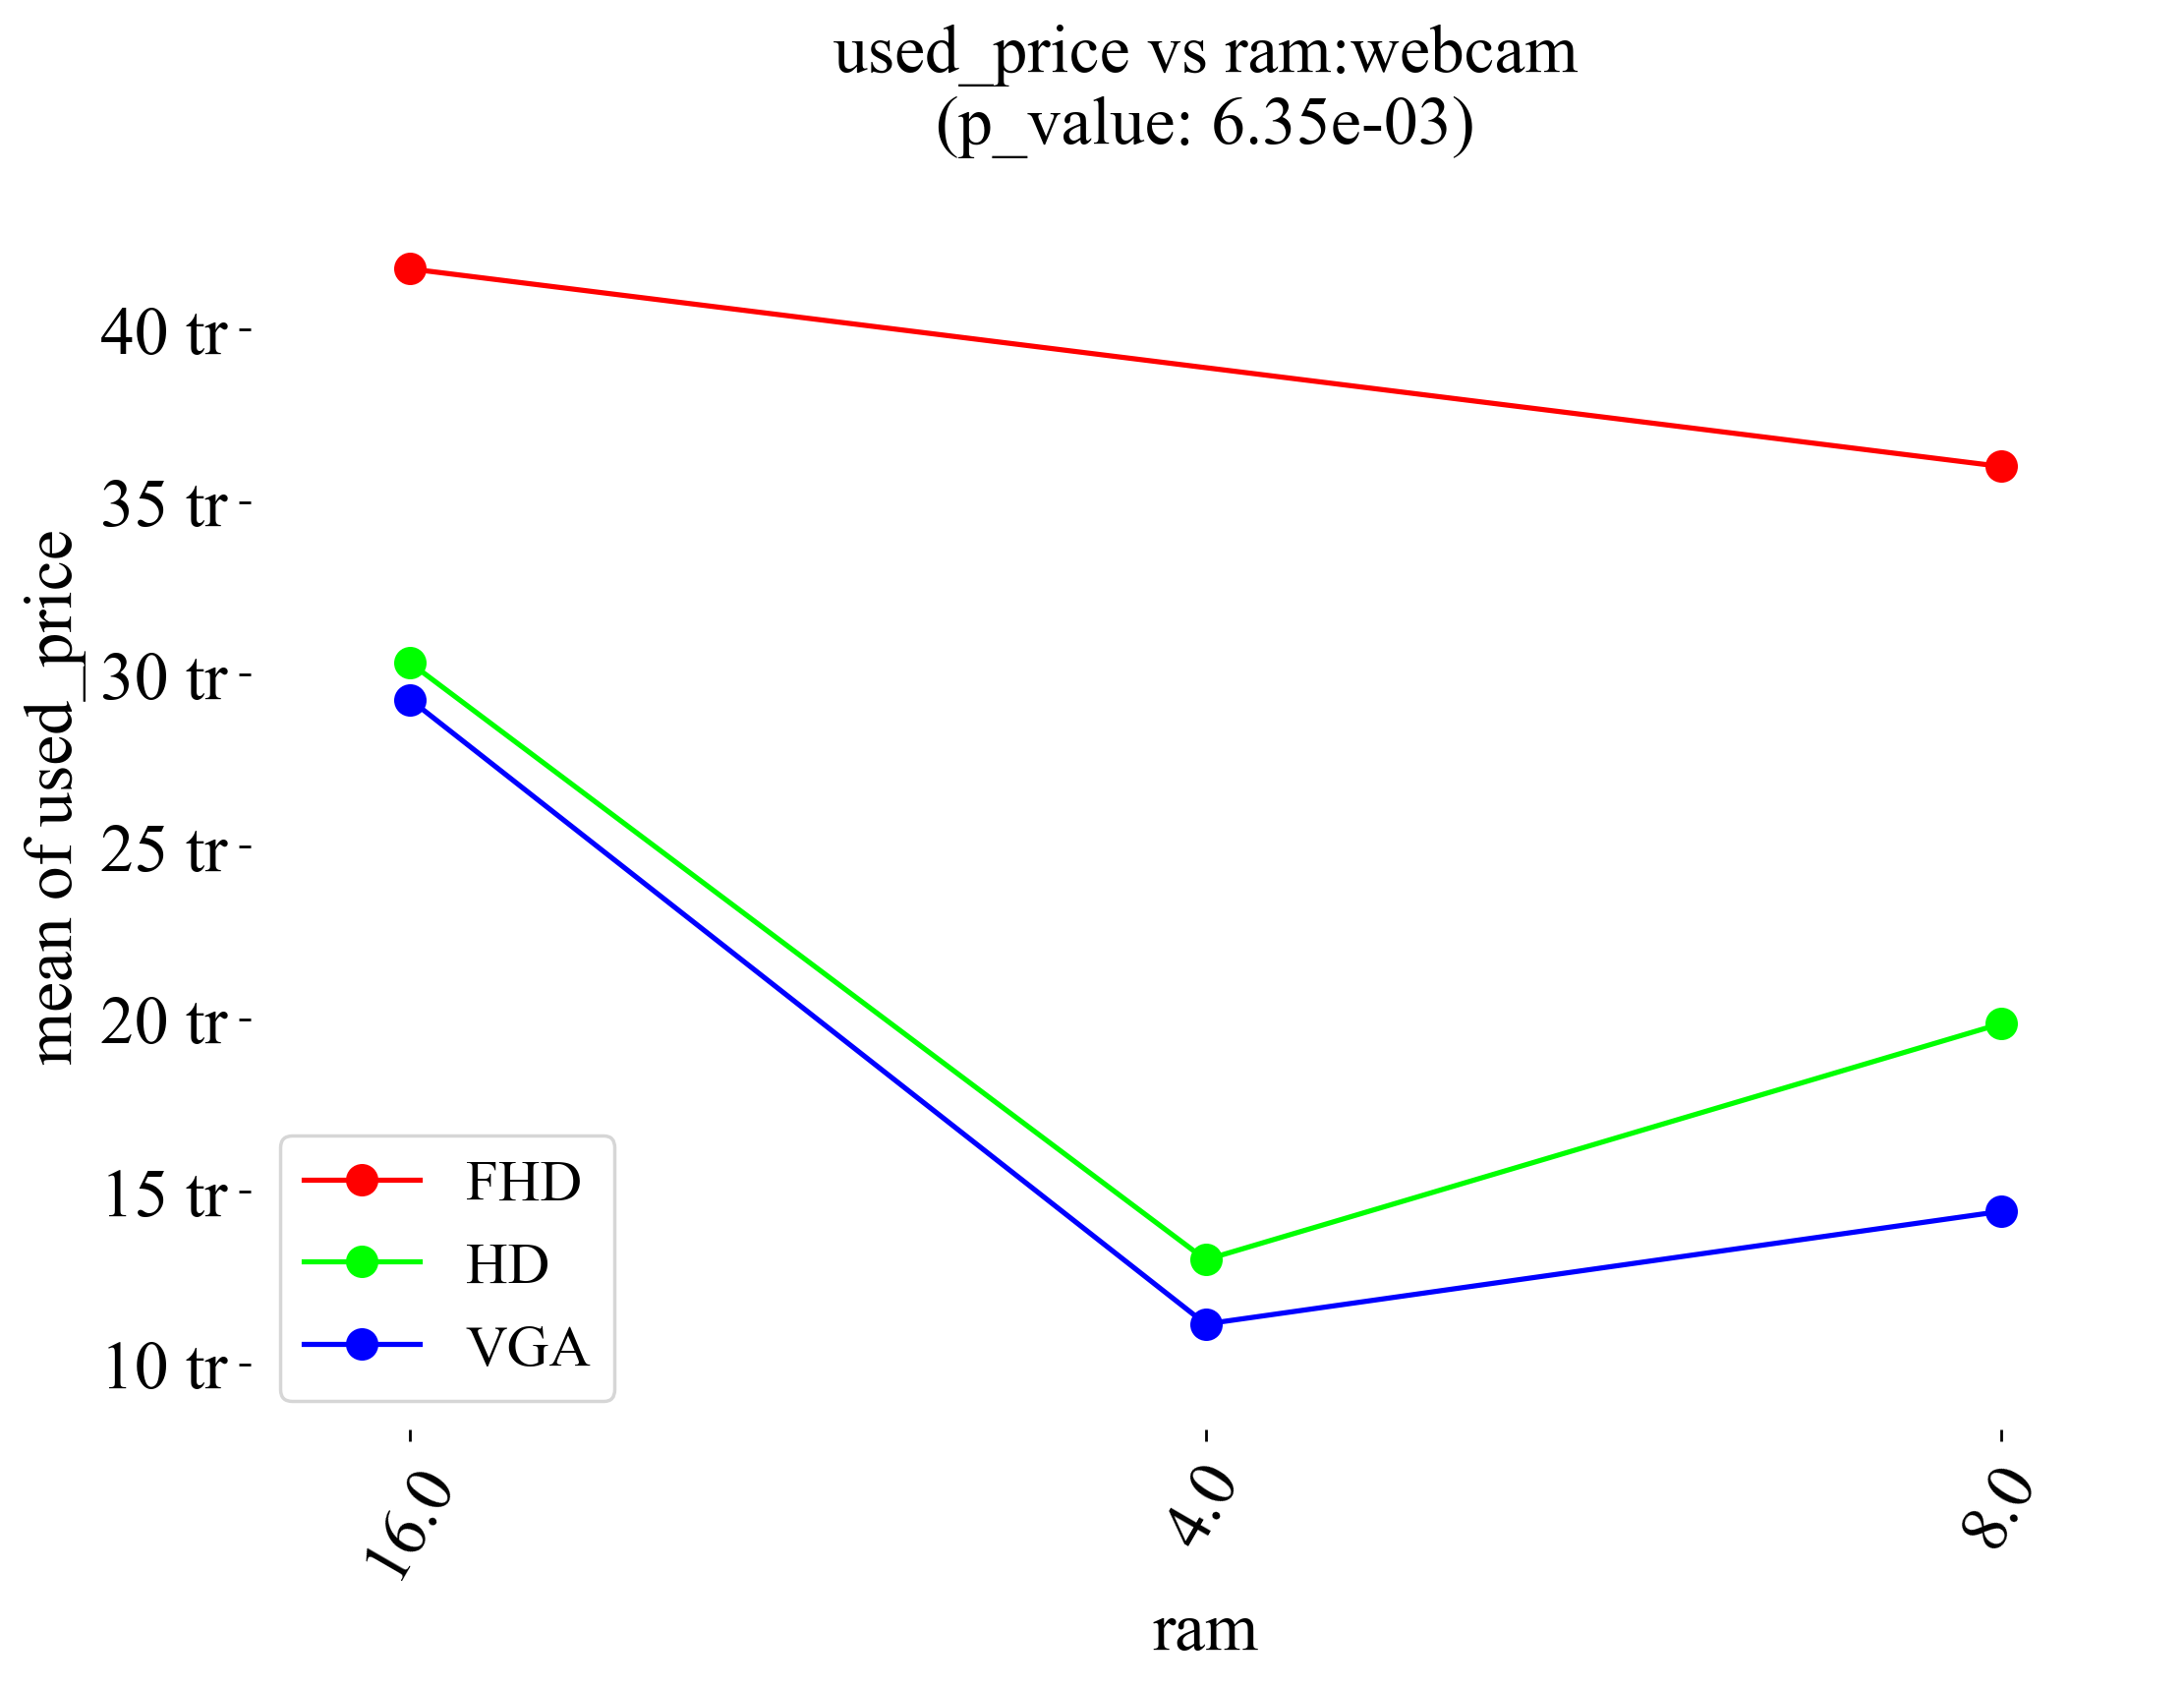 used_price vs ram:webcam
(p_value: 6.35e-03)
mean of used_price
40 tr
35 tr
30 tr
25 tr
20 tr
15 tr
10 tr
FHD
HD
VGA
16.0
4.0
8.0
ram